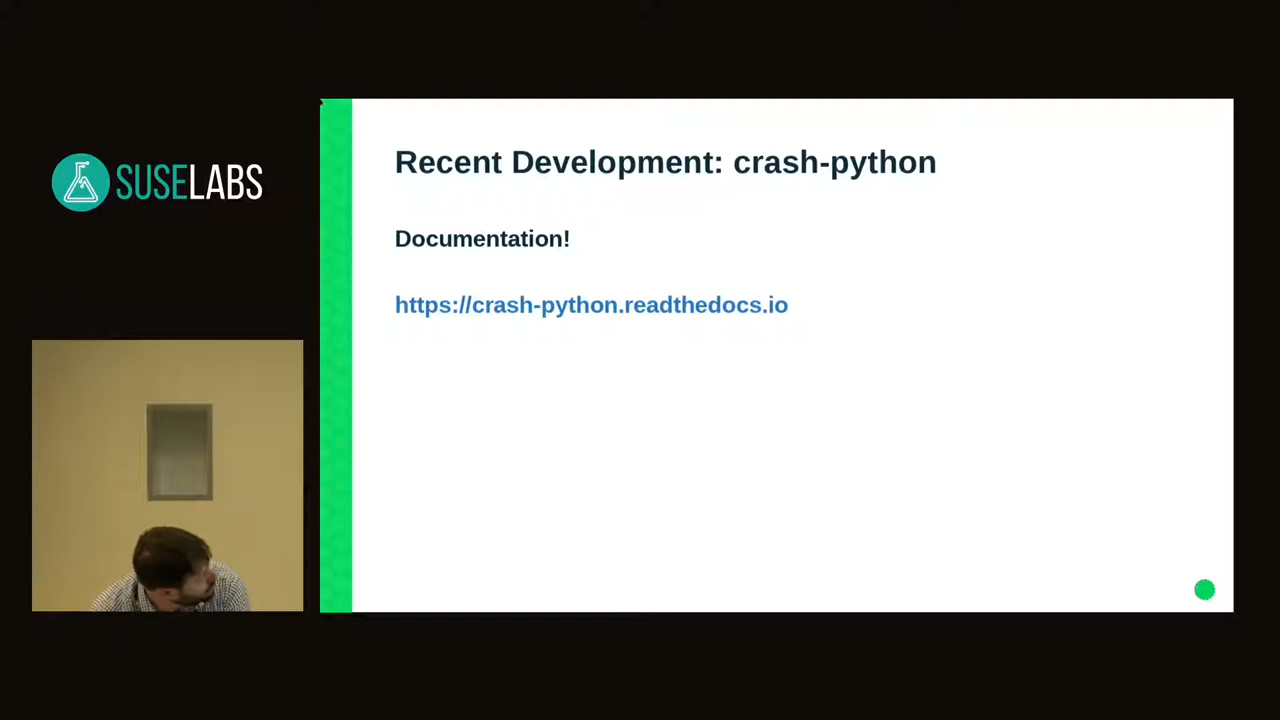 SUSELABS
Recent Development: crash-python
Documentation!
https://crash-python.readthedocs.io